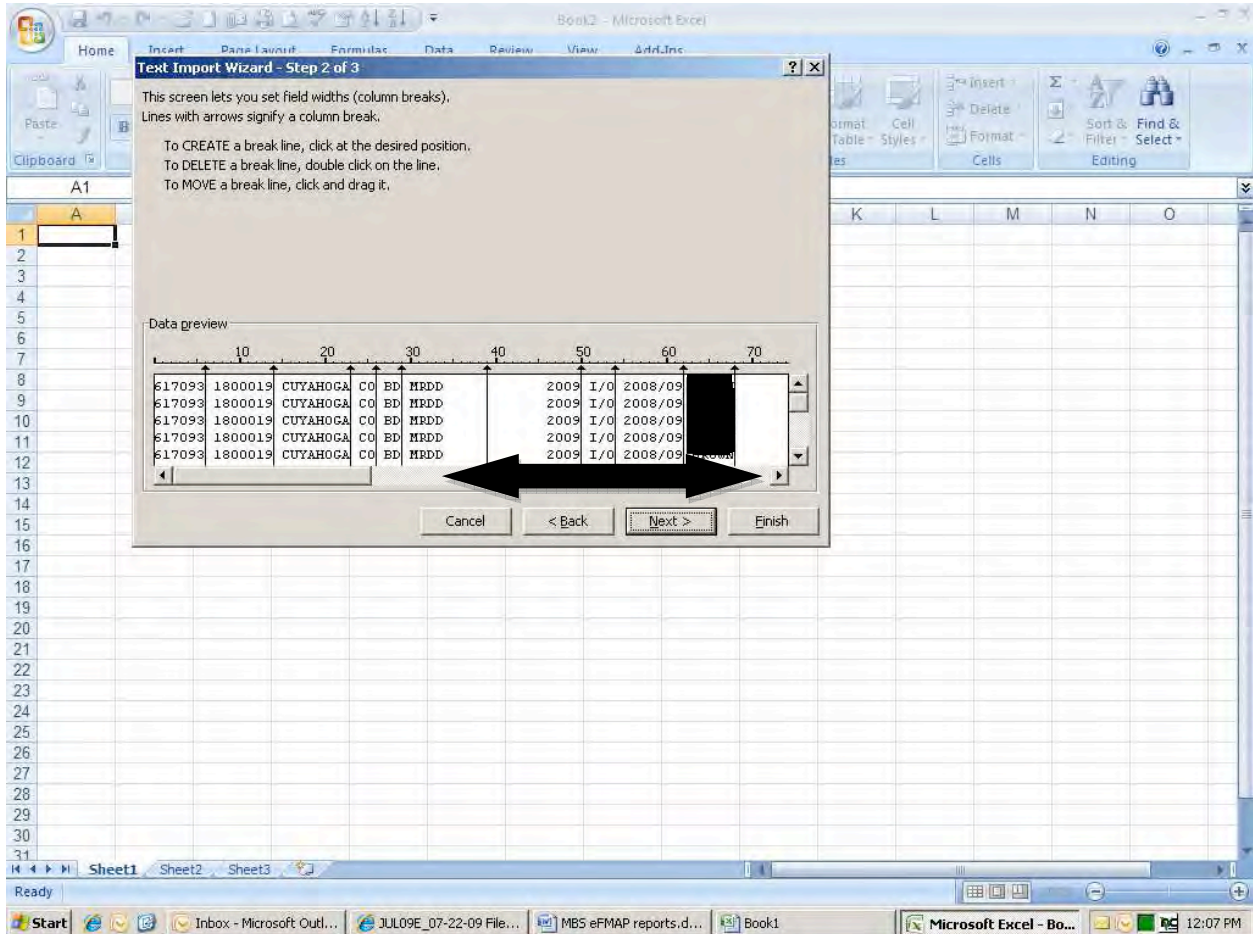 Book2 - Microsoft Excel
Home Insert Page Layout Formulas Data Review View Add-Ins
Text Import Wizard - Step 2 of 3
This screen lets you set field widths (column breaks).
Lines with arrows signify a column break.
To CREATE a break line, click at the desired position.
To DELETE a break line, double click on the line.
To MOVE a break line, click and drag it.
Paste
B
Clipboard
Cell
Styles
Insert
Delete
Format
Cells
Σ
Sort & Filter
Find & Select
Editing
A1
A K L M N O
Data preview
10 20 30 40 50 60 70
617093 1800019 CUYAHOGA CO BD MRDD 2009 I/O 2008/09
617093 1800019 CUYAHOGA CO BD MRDD 2009 I/O 2008/09
617093 1800019 CUYAHOGA CO BD MRDD 2009 I/O 2008/09
617093 1800019 CUYAHOGA CO BD MRDD 2009 I/O 2008/09
617093 1800019 CUYAHOGA CO BD MRDD 2009 I/O 2008/09
Cancel < Back Next > Finish
1
2
3
4
5
6
7
8
9
10
11
12
13
14
15
16
17
18
19
20
21
22
23
24
25
26
27
28
29
30
31
Sheet1 Sheet2 Sheet3
Ready
Start Inbox - Microsoft Outl... JUL09E_07-22-09 File... MBS eFMAP reports.d... Book1 Microsoft Excel - Bo... 12:07 PM